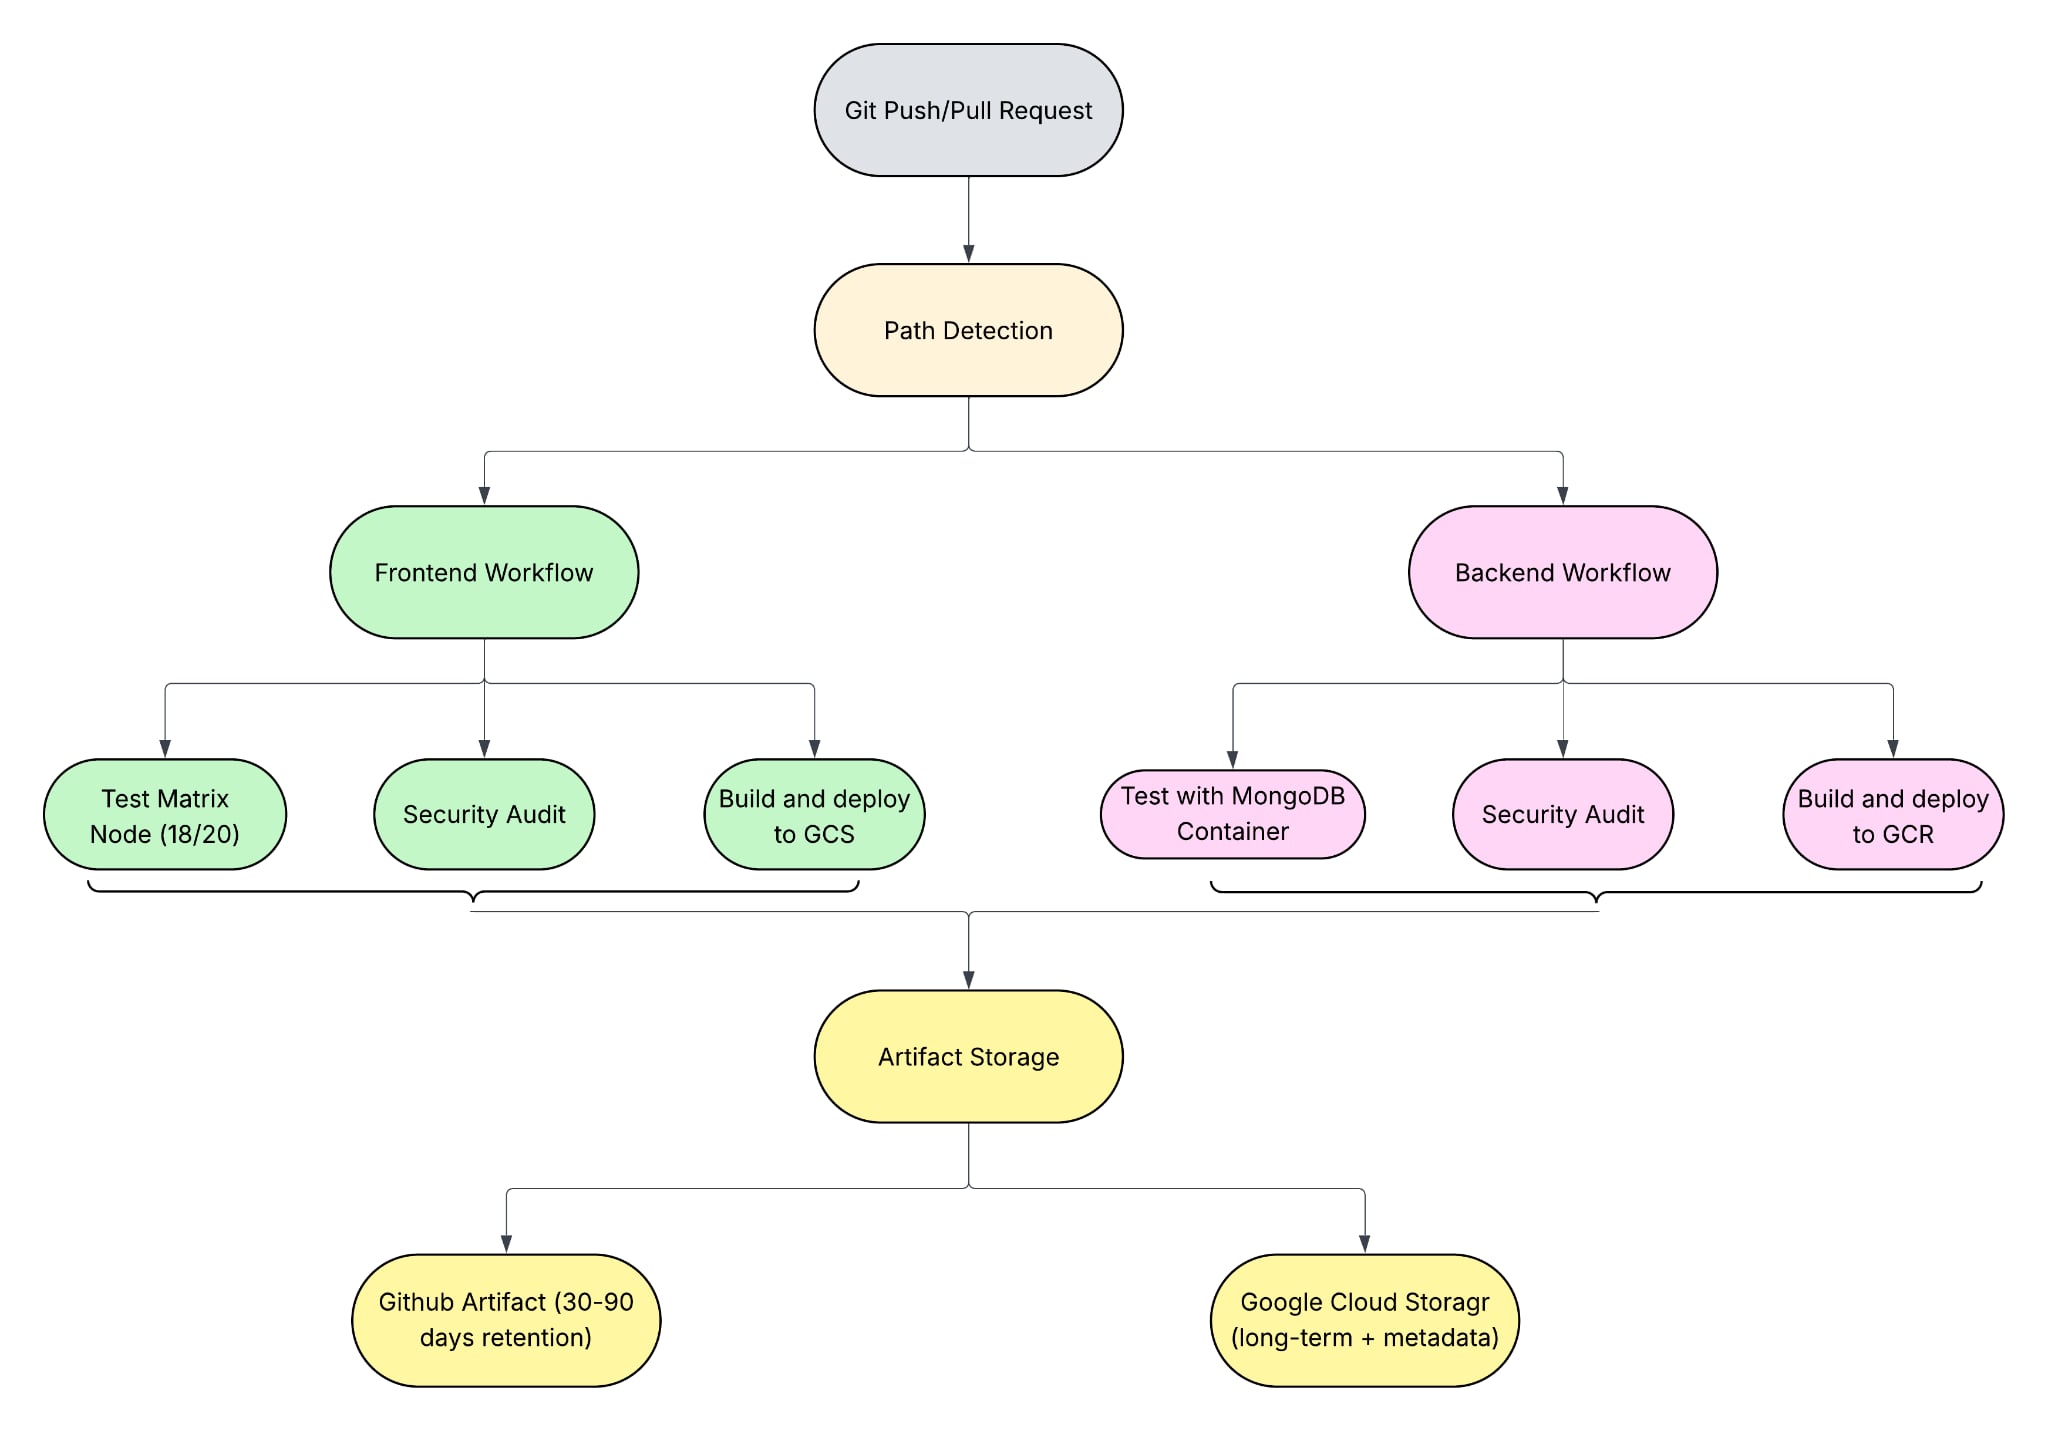 Git Push/Pull Request
Path Detection
Frontend Workflow
Backend Workflow
Test Matrix
Node (18/20)
Security Audit
Build and deploy
to GCS
Test with MongoDB
Container
Security Audit
Build and deploy
to GCR
Artifact Storage
Github Artifact (30-90
days retention)
Google Cloud Storagr
(long-term + metadata)